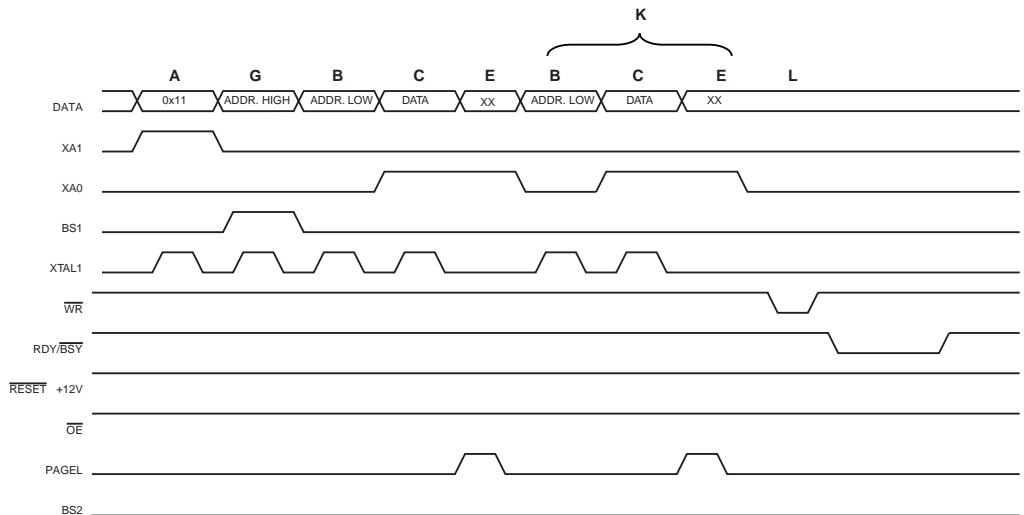 K
A G B C E B C E L
DATA 0x11 ADDR. HIGH ADDR. LOW DATA XX ADDR. LOW DATA XX
XA1
XA0
BS1
XTAL1
WR
RDY/BSY
RESET +12V
OE
PAGEL
BS2